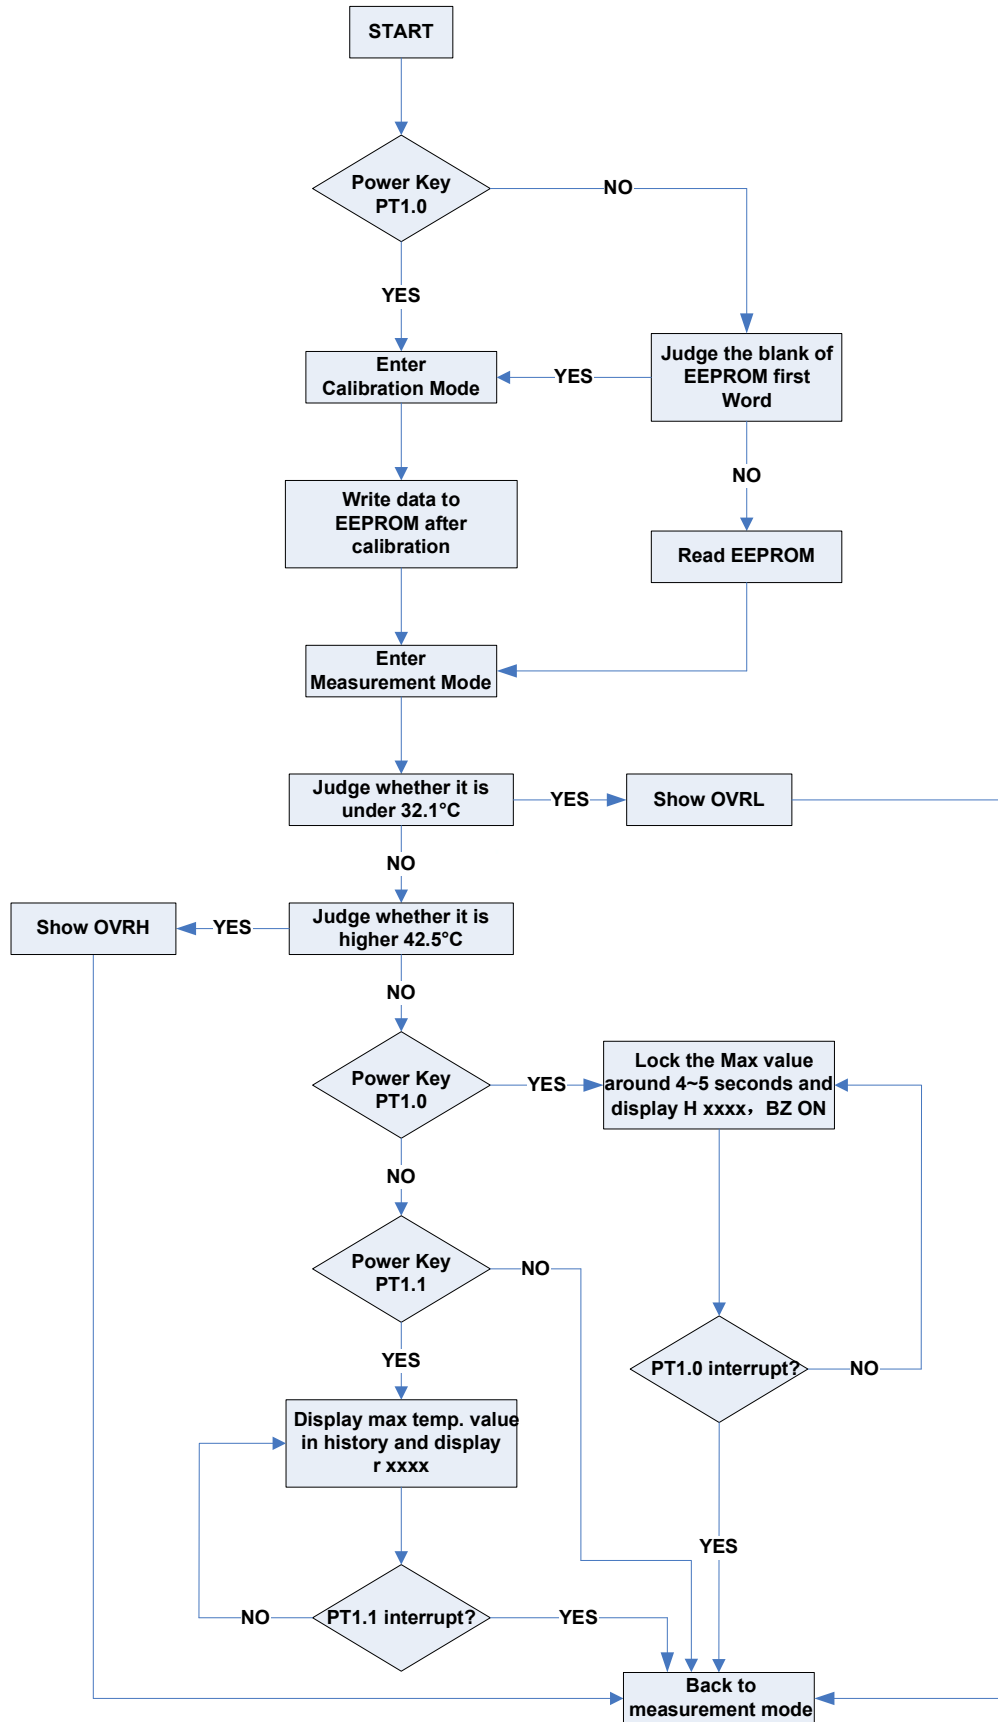 START
Power Key
PT1.0
NO
YES
Enter
Calibration Mode
YES
Judge the blank of
EEPROM first
Word
NO
Write data to
EEPROM after
calibration
Read EEPROM
Enter
Measurement Mode
Judge whether it is
under 32.1°C
YES
Show OVRL
NO
Show OVRH
YES
Judge whether it is
higher 42.5°C
NO
Power Key
PT1.0
YES
Lock the Max value
around 4~5 seconds and
display H xxxx，BZ ON
NO
Power Key
PT1.1
NO
YES
PT1.0 interrupt?
NO
Display max temp. value
in history and display
r xxxx
YES
NO
PT1.1 interrupt?
YES
Back to
measurement mode